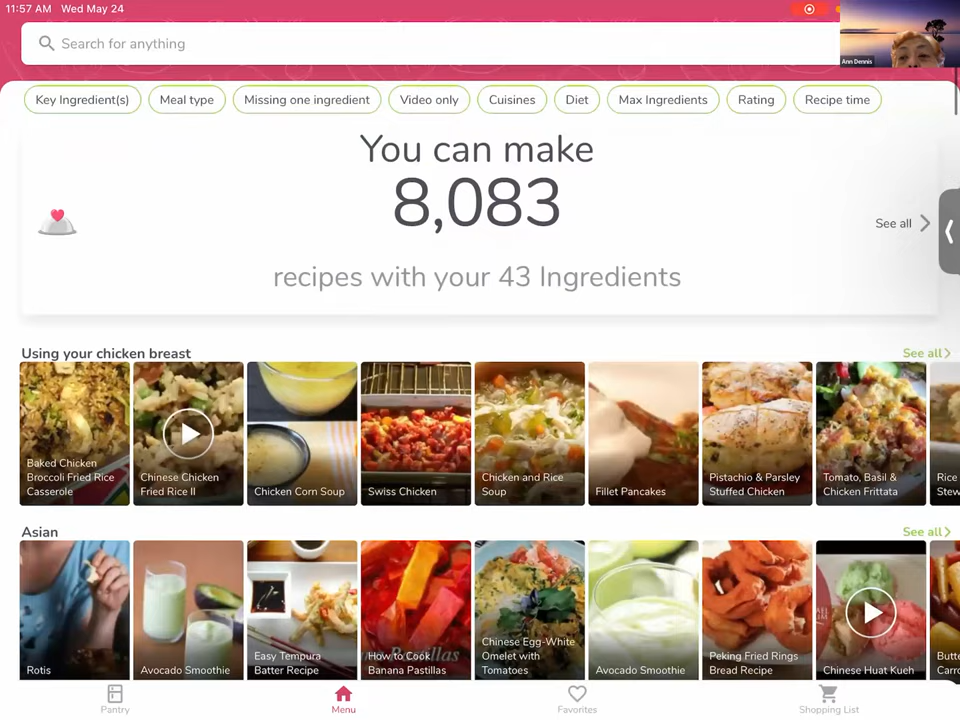 11:57 AM Wed May 24
Search for anything
Ann Dennis
Key Ingredient(s) Meal type Missing one ingredient Video only Cuisines Diet Max Ingredients Rating Recipe time
You can make
8,083
See all
recipes with your 43 Ingredients
Using your chicken breast See all
Baked Chicken
Broccoli Fried Rice
Casserole
Chinese Chicken
Fried Rice II
Chicken Corn Soup
Swiss Chicken
Chicken and Rice
Soup
Fillet Pancakes
Pistachio & Parsley
Stuffed Chicken
Tomato, Basil &
Chicken Frittata
Rice
Stew
Asian See all
Rotis
Avocado Smoothie
Easy Tempura
Batter Recipe
How to Cook
Banana Pastillas
Chinese Egg-White
Omelet with
Tomatoes
Avocado Smoothie
Peking Fried Rings
Bread Recipe
Chinese Huat Kueh
Butte
Carro
Pantry Menu Favorites Shopping List